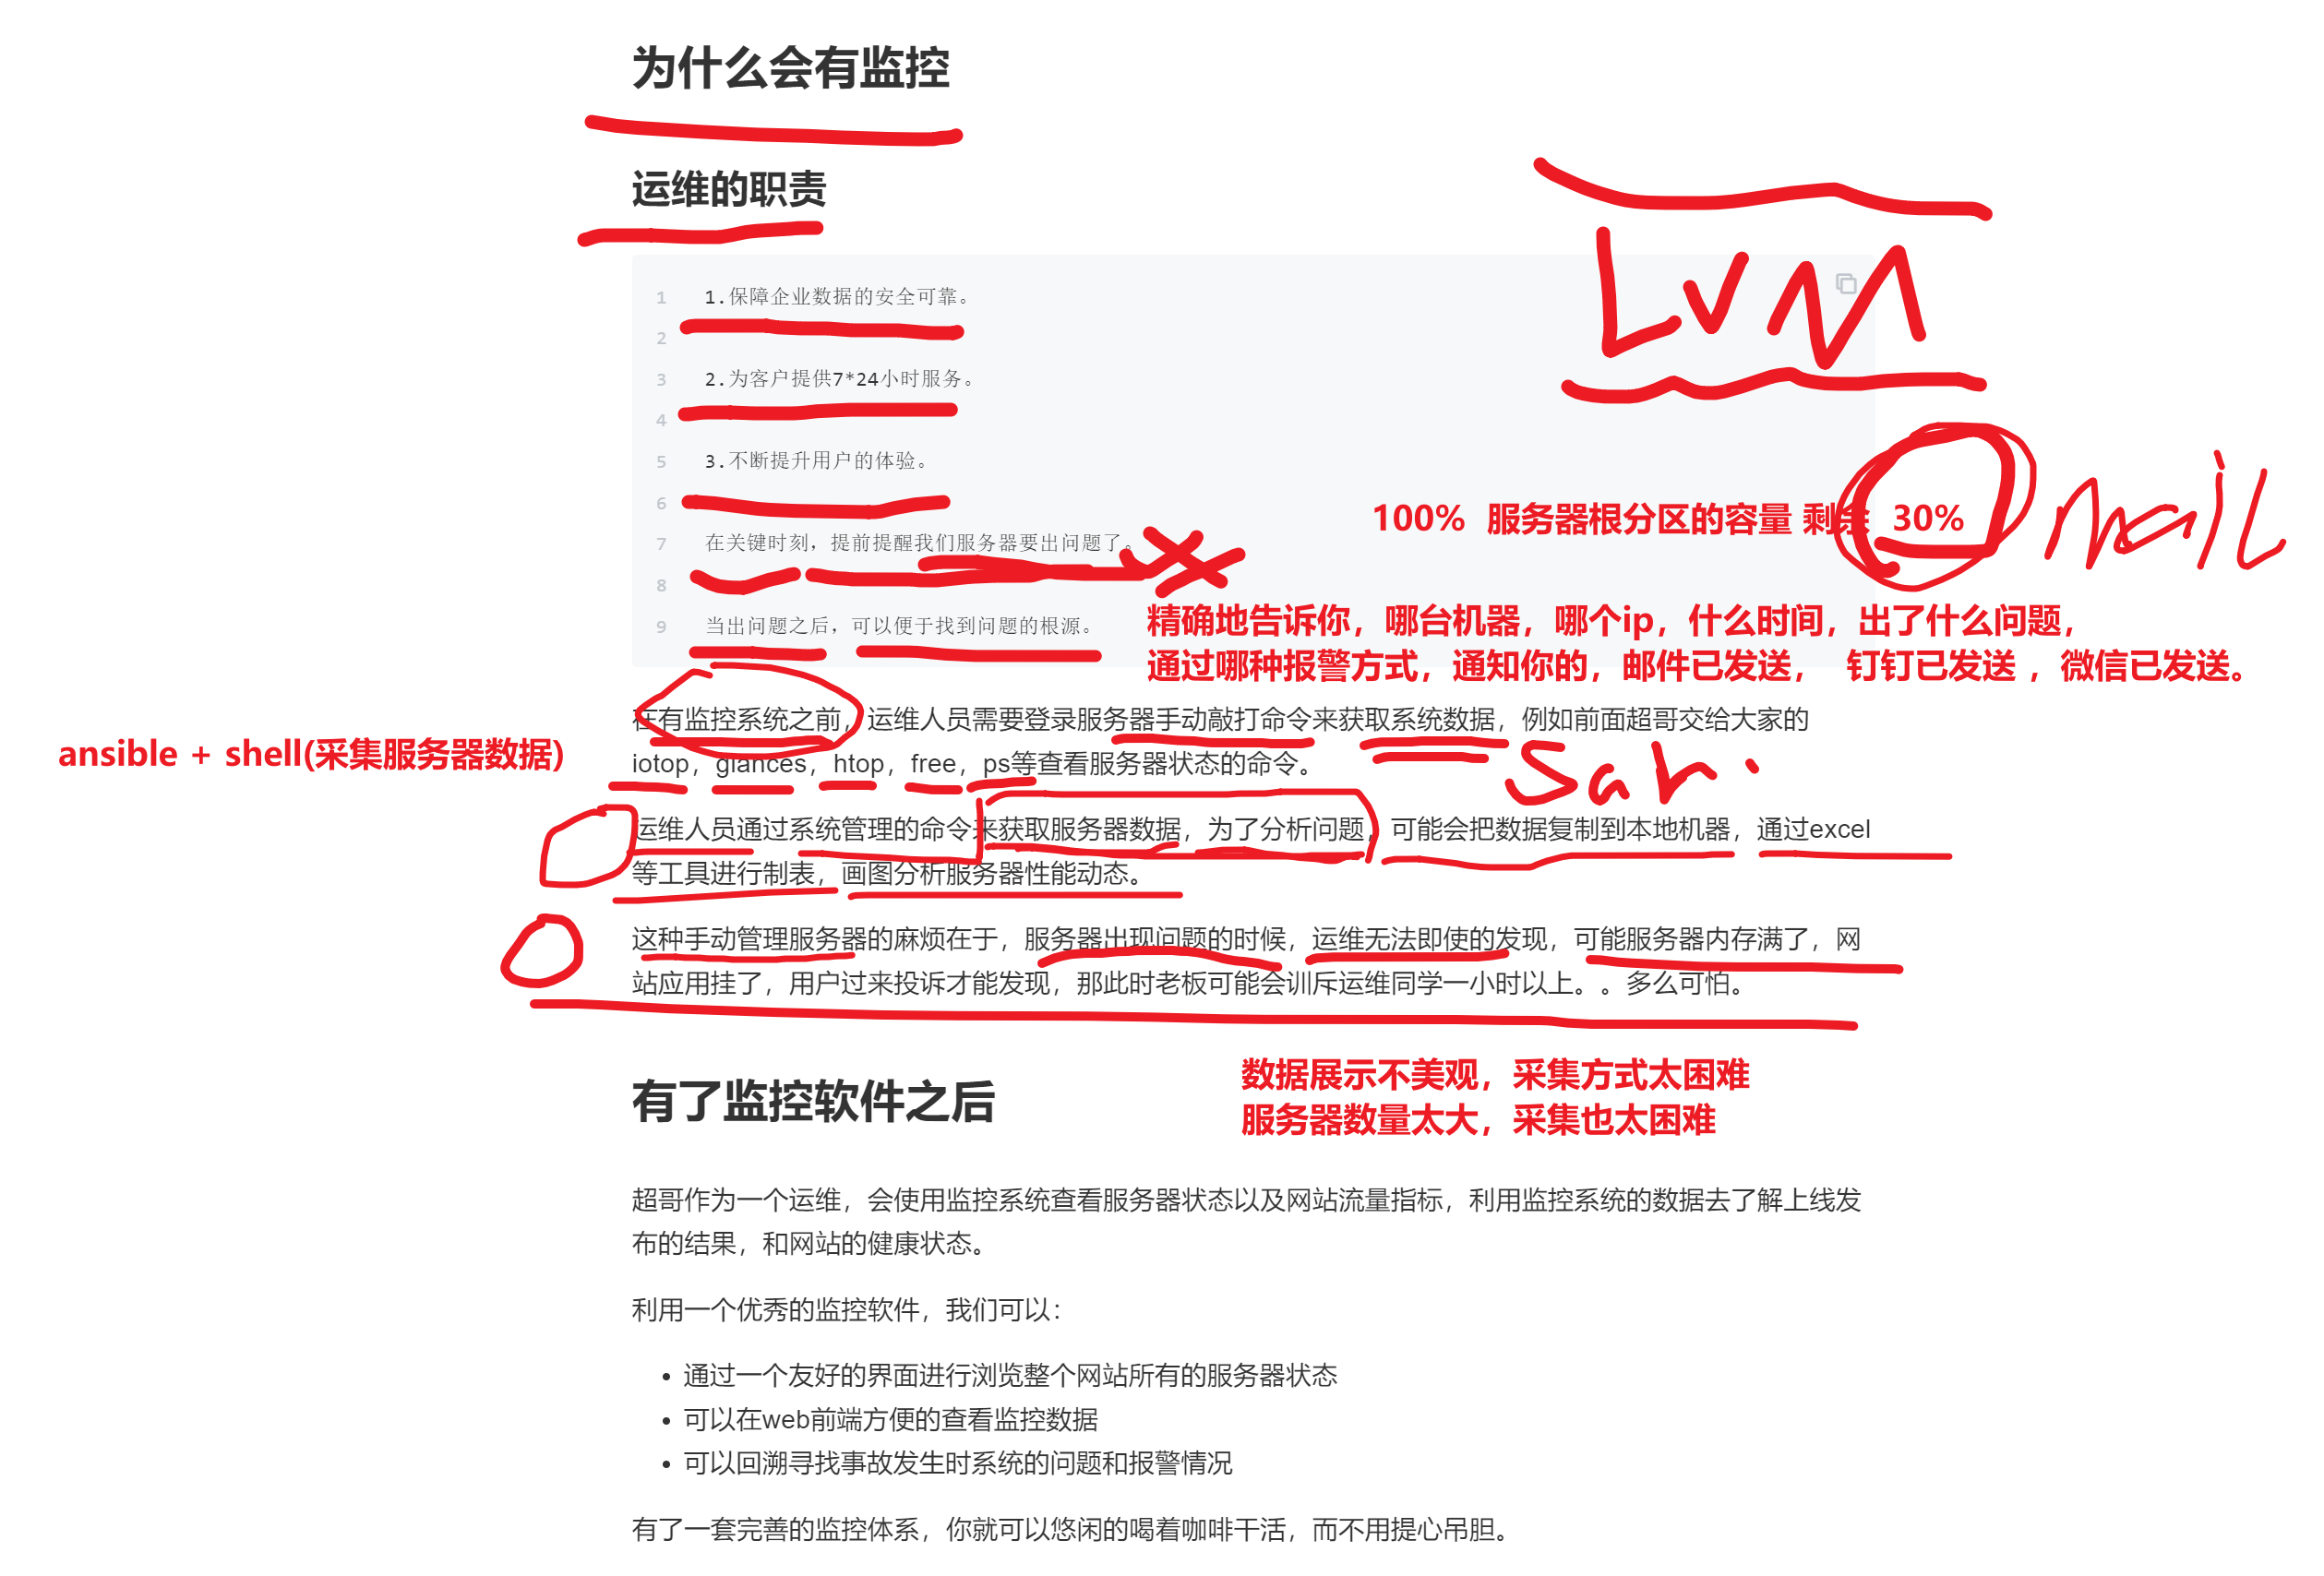 为什么会有监控
运维的职责
LVM
1 1.保障企业数据的安全可靠。
2
3 2.为客户提供7*24小时服务。
4
5 3.不断提升用户的体验。
6
100% 服务器根分区的容量 剩余 30%
mail
7 在关键时刻，提前提醒我们服务器要出问题了。
8
9 当出问题之后，可以便于找到问题的根源。
精确地告诉你，哪台机器，哪个ip，什么时间，出了什么问题，
通过哪种报警方式，通知你的，邮件已发送， 钉钉已发送 ，微信已发送。
在有监控系统之前，运维人员需要登录服务器手动敲打命令来获取系统数据，例如前面超哥交给大家的
ansible + shell(采集服务器数据)
iotop，glances，htop，free，ps等查看服务器状态的命令。
sar
运维人员通过系统管理的命令来获取服务器数据，为了分析问题，可能会把数据复制到本地机器，通过excel
等工具进行制表，画图分析服务器性能动态。
这种手动管理服务器的麻烦在于，服务器出现问题的时候，运维无法即使的发现，可能服务器内存满了，网
站应用挂了，用户过来投诉才能发现，那此时老板可能会训斥运维同学一小时以上。。多么可怕。
数据展示不美观，采集方式太困难
服务器数量太大，采集也太困难
有了监控软件之后
超哥作为一个运维，会使用监控系统查看服务器状态以及网站流量指标，利用监控系统的数据去了解上线发
布的结果，和网站的健康状态。
利用一个优秀的监控软件，我们可以：
• 通过一个友好的界面进行浏览整个网站所有的服务器状态
• 可以在web前端方便的查看监控数据
• 可以回溯寻找事故发生时系统的问题和报警情况
有了一套完善的监控体系，你就可以悠闲的喝着咖啡干活，而不用提心吊胆。